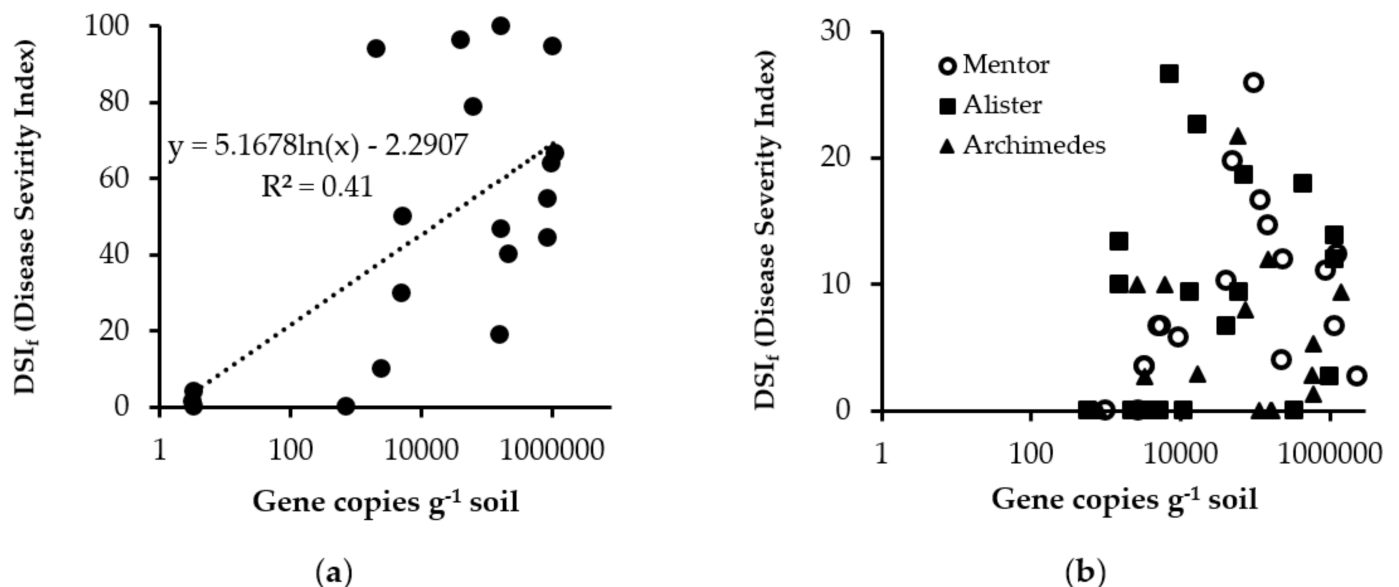 DSIf (Disease Sevirity Index)
100
80
60
40
20
0
y = 5.1678ln(x) - 2.2907
R² = 0.41
1 100 10000 1000000
Gene copies g⁻¹ soil
(a)
DSIf (Disease Severity Index)
30
20
10
0
Mentor
Alister
Archimedes
1 100 10000 1000000
Gene copies g⁻¹ soil
(b)